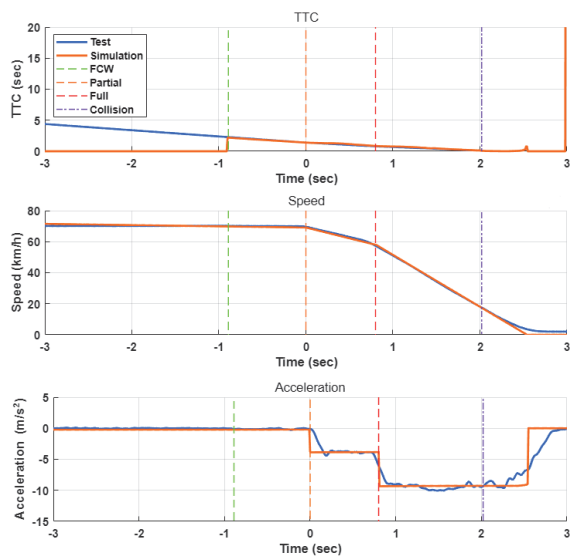 TTC
20
15
10
5
0
TTC (sec)
Test
Simulation
FCW
Partial
Full
Collision
-3 -2 -1 0 1 2 3
Time (sec)
Speed
80
60
40
20
0
Speed (km/h)
-3 -2 -1 0 1 2 3
Time (sec)
Acceleration
5
0
-5
-10
-15
Acceleration (m/s²)
-3 -2 -1 0 1 2 3
Time (sec)